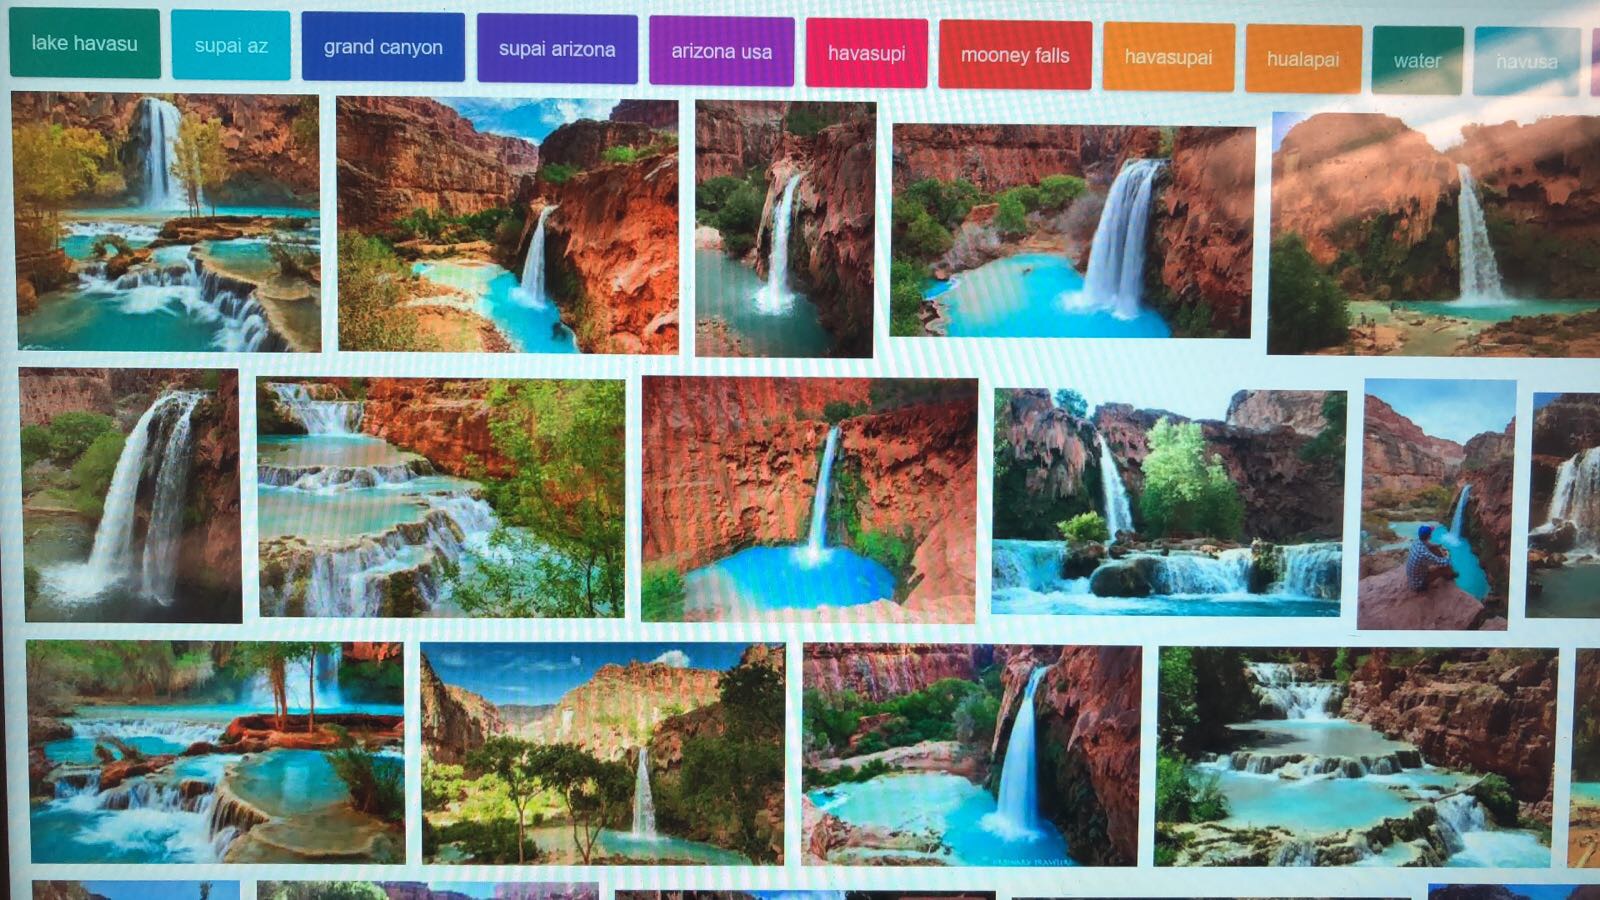 lake havasu
supai az
grand canyon
supai arizona
arizona usa
havasupi
mooney falls
havasupai
hualapai
water
havusa